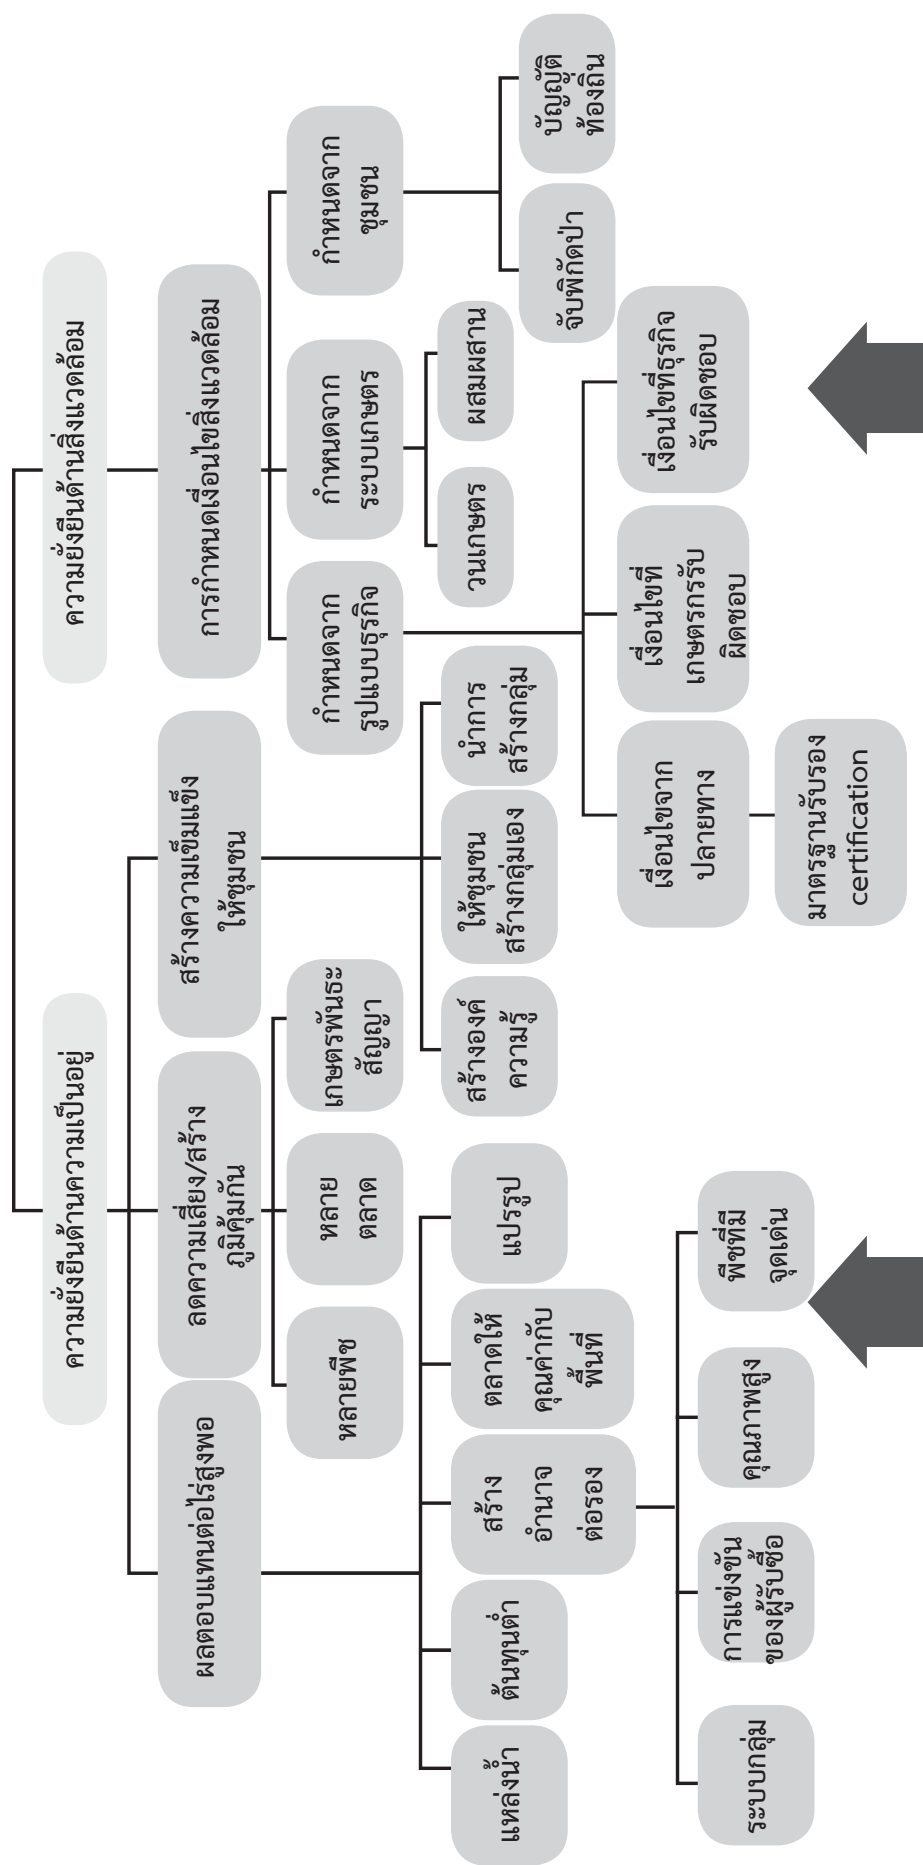 ความยั่งยืนด้านความเป็นอยู่
ความยั่งยืนด้านสิ่งแวดล้อม
ผลตอบแทนต่อไร่สูงพอ
ลดความเสี่ยง/สร้าง
ภูมิคุ้มกัน
สร้างความเข็มแข็ง
ให้ชุมชน
การกำหนดเงื่อนไขสิ่งแวดล้อม
หลายพืช
หลาย
ตลาด
เกษตรพันธะ
สัญญา
กำหนดจาก
รูปแบบธุรกิจ
กำหนดจาก
ระบบเกษตร
กำหนดจาก
ชุมชน
แหล่งน้ำ
ต้นทุนต่ำ
สร้าง
อำนาจ
ต่อรอง
ตลาดให้
คุณค่ากับ
พื้นที่
แปรรูป
สร้างองค์
ความรู้
ให้ชุมชน
สร้างกลุ่มเอง
นำการ
สร้างกลุ่ม
วนเกษตร
ผสมผสาน
จับพิกัดป่า
บัญญัติ
ท้องถิ่น
ระบบกลุ่ม
การแข่งขัน
ของผู้รับซื้อ
คุณภาพสูง
พืชที่มี
จุดเด่น
เงื่อนไขจาก
ปลายทาง
เงื่อนไขที่
เกษตรกรรับ
ผิดชอบ
เงื่อนไขที่ธุรกิจ
รับผิดชอบ
มาตรฐานรับรอง
certification